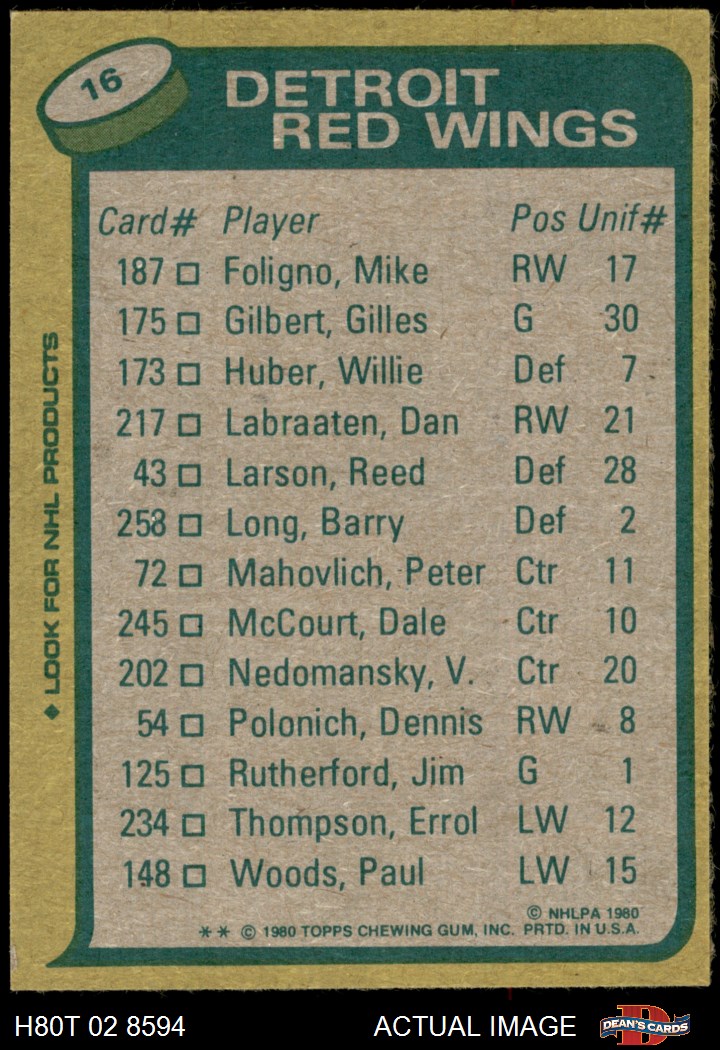 16
DETROIT
RED WINGS
Card# Player Pos Unif#
187 □ Foligno, Mike RW 17
175 □ Gilbert, Gilles G 30
173 □ Huber, Willie Def 7
217 □ Labraaten, Dan RW 21
43 □ Larson, Reed Def 28
258 □ Long, Barry Def 2
72 □ Mahovlich, Peter Ctr 11
245 □ McCourt, Dale Ctr 10
202 □ Nedomansky, V. Ctr 20
54 □ Polonich, Dennis RW 8
125 □ Rutherford, Jim G 1
234 □ Thompson, Errol LW 12
148 □ Woods, Paul LW 15
© NHLPA 1980
** © 1980 TOPPS CHEWING GUM, INC. PRTD. IN U.S.A.
◆ LOOK FOR NHL PRODUCTS
H80T 02 8594 ACTUAL IMAGE
D
DEAN'S CARDS